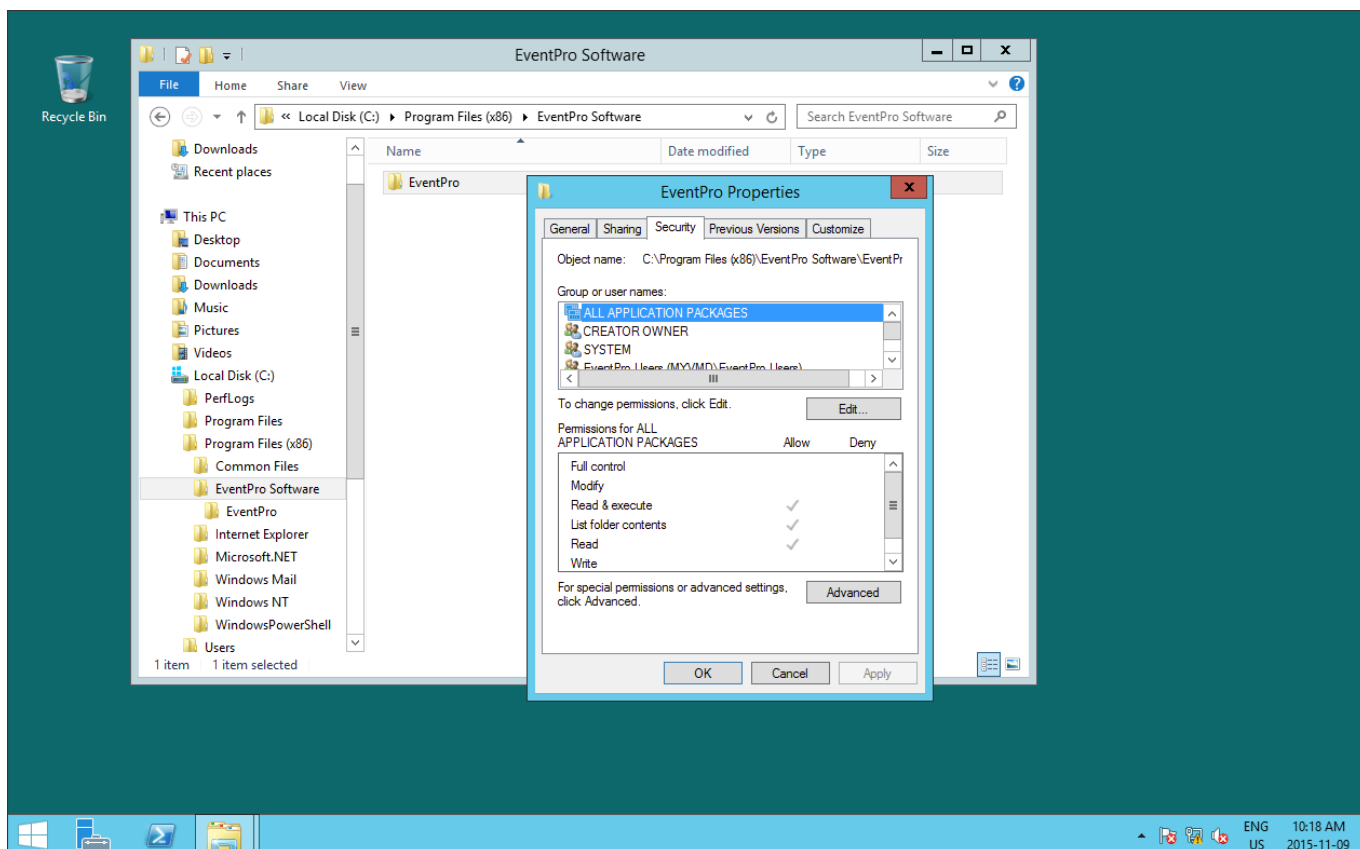 Recycle Bin
EventPro Software
File Home Share View
« Local Disk (C:) Program Files (x86) EventPro Software
Search EventPro Software
Downloads
Recent places
This PC
Desktop
Documents
Downloads
Music
Pictures
Videos
Local Disk (C:)
PerfLogs
Program Files
Program Files (x86)
Common Files
EventPro Software
EventPro
Internet Explorer
Microsoft.NET
Windows Mail
Windows NT
WindowsPowerShell
Users
Name Date modified Type Size
EventPro
1 item 1 item selected
EventPro Properties
General Sharing Security Previous Versions Customize
Object name: C:\Program Files (x86)\EventPro Software\EventPr
Group or user names:
ALL APPLICATION PACKAGES
CREATOR OWNER
SYSTEM
EventPro Users (MYVMD\EventPro Users)
To change permissions, click Edit.
Edit...
Permissions for ALL
APPLICATION PACKAGES Allow Deny
Full control
Modify
Read & execute
List folder contents
Read
Write
For special permissions or advanced settings,
click Advanced.
Advanced
OK Cancel Apply
ENG
US
10:18 AM
2015-11-09